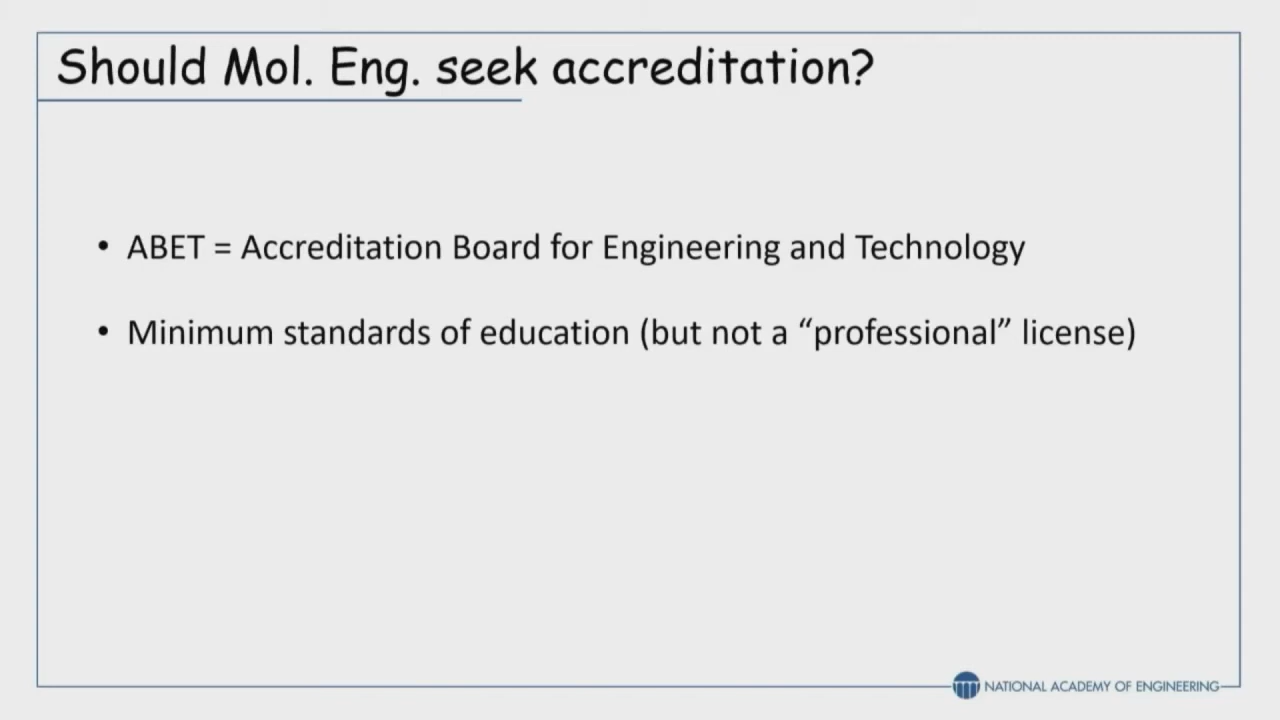 Should Mol. Eng. seek accreditation?
• ABET = Accreditation Board for Engineering and Technology
• Minimum standards of education (but not a “professional” license)
NATIONAL ACADEMY OF ENGINEERING